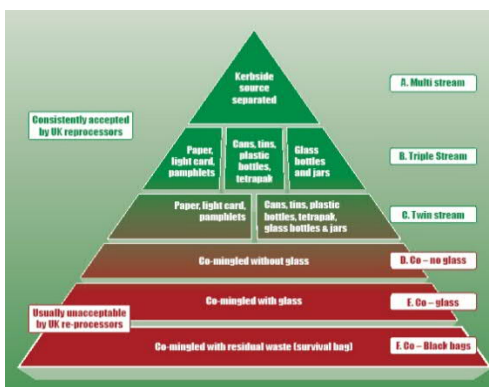 Kerbside
source
separated
A. Multi stream
Consistently accepted
by UK reprocessors
Paper,
light card,
pamphlets
Cans, tins,
plastic
bottles,
tetrapak
Glass
bottles
and jars
B. Triple Stream
Paper, light card,
pamphlets
Cans, tins, plastic
bottles, tetrapak,
glass bottles & jars
C. Twin stream
Co-mingled without glass
D. Co – no glass
Co-mingled with glass
E. Co – glass
Usually unacceptable
by UK re-processors
Co-mingled with residual waste (survival bag)
F. Co – Black bags